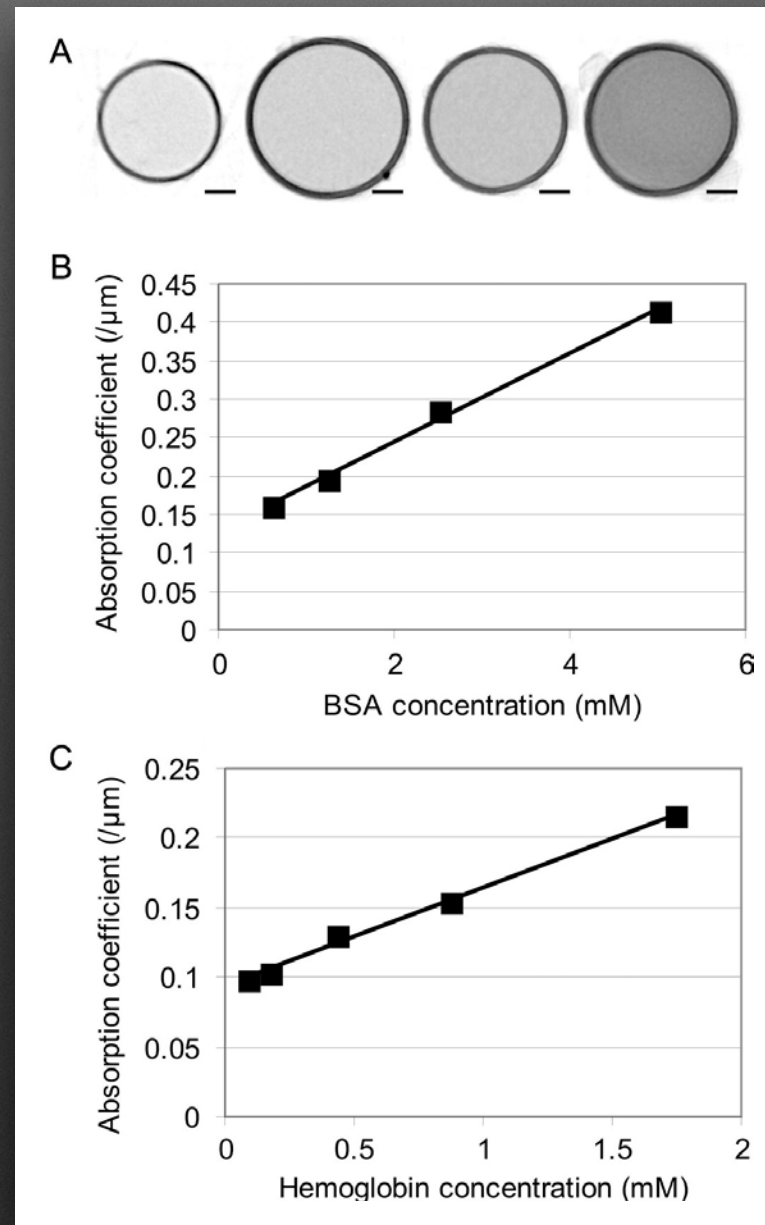 A
B
Absorption coefficient (/µm)
0.45
0.4
0.35
0.3
0.25
0.2
0.15
0.1
0.05
0
0 2 4 6
BSA concentration (mM)
C
Absorption coefficient (/µm)
0.25
0.2
0.15
0.1
0.05
0
0 0.5 1 1.5 2
Hemoglobin concentration (mM)